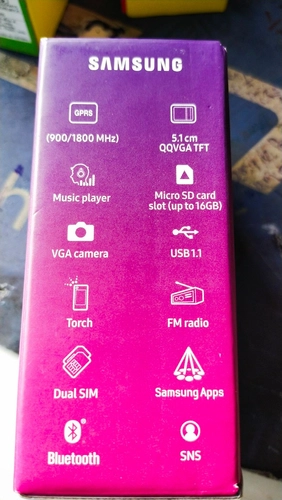 SAMSUNG
GPRS
(900/1800 MHz)
5.1 cm
QQVGA TFT
Music player
Micro SD card
slot (up to 16GB)
VGA camera
USB 1.1
Torch
FM radio
Dual SIM
Samsung Apps
Bluetooth
SNS